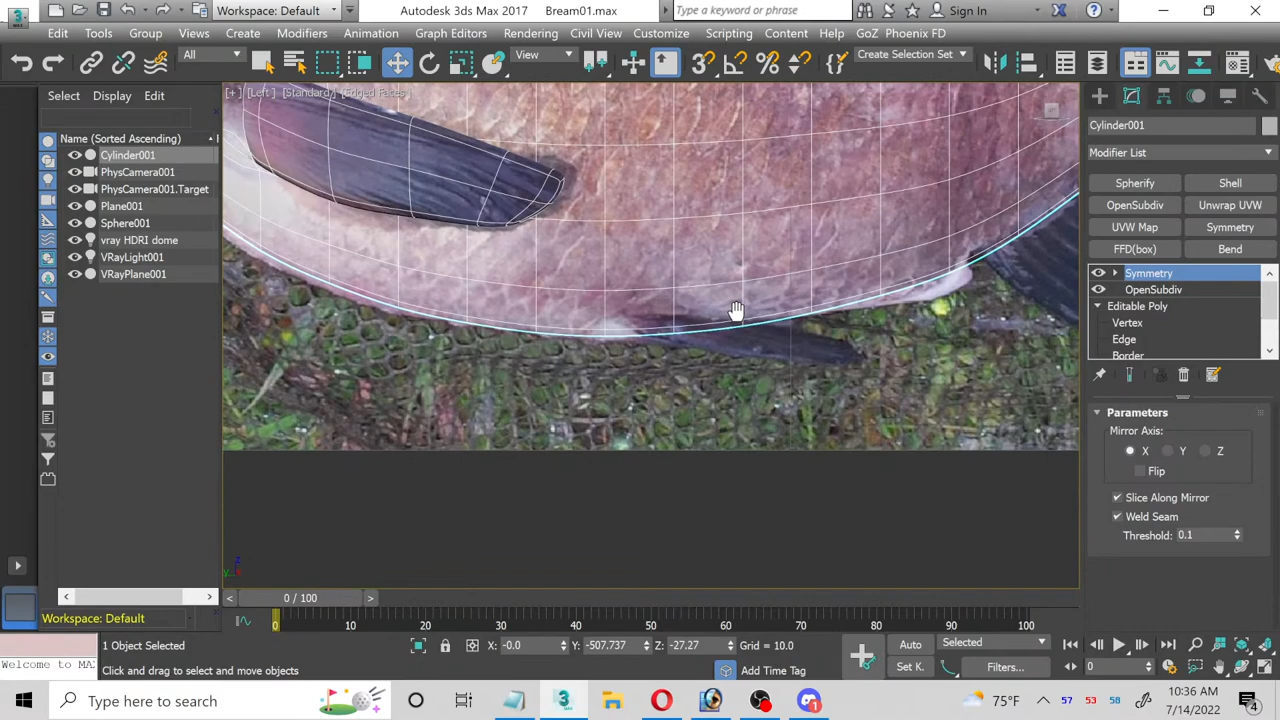 Workspace: Default
Autodesk 3ds Max 2017
Bream01.max
Type a keyword or phrase
Sign In
Edit Tools Group Views Create Modifiers Animation Graph Editors Rendering Civil View Customize Scripting Content Help GoZ Phoenix FD
All
View
Create Selection Set
Select Display Edit
[+] [Left] [Standard] [Edged Faces]
Name (Sorted Ascending)
Cylinder001
PhysCamera001
PhysCamera001.Target
Plane001
Sphere001
vray HDRI dome
VRayLight001
VRayPlane001
Cylinder001
Modifier List
Spherify Shell
OpenSubdiv Unwrap UVW
UVW Map Symmetry
FFD(box) Bend
Symmetry
OpenSubdiv
Editable Poly
Vertex
Edge
Border
Parameters
Mirror Axis:
X Y Z
Flip
Slice Along Mirror
Weld Seam
Threshold: 0.1
z
y
0 / 100
Workspace: Default
0 10 20 30 40 50 60 70 80 90 100
1 Object Selected
X: -0.0 Y: -507.737 Z: -27.27 Grid = 10.0
Auto
Selected
Welcome to MAX
Click and drag to select and move objects
Add Time Tag
Set K.
Filters...
0
Type here to search
75°F
57 53 58
10:36 AM
7/14/2022
4
1